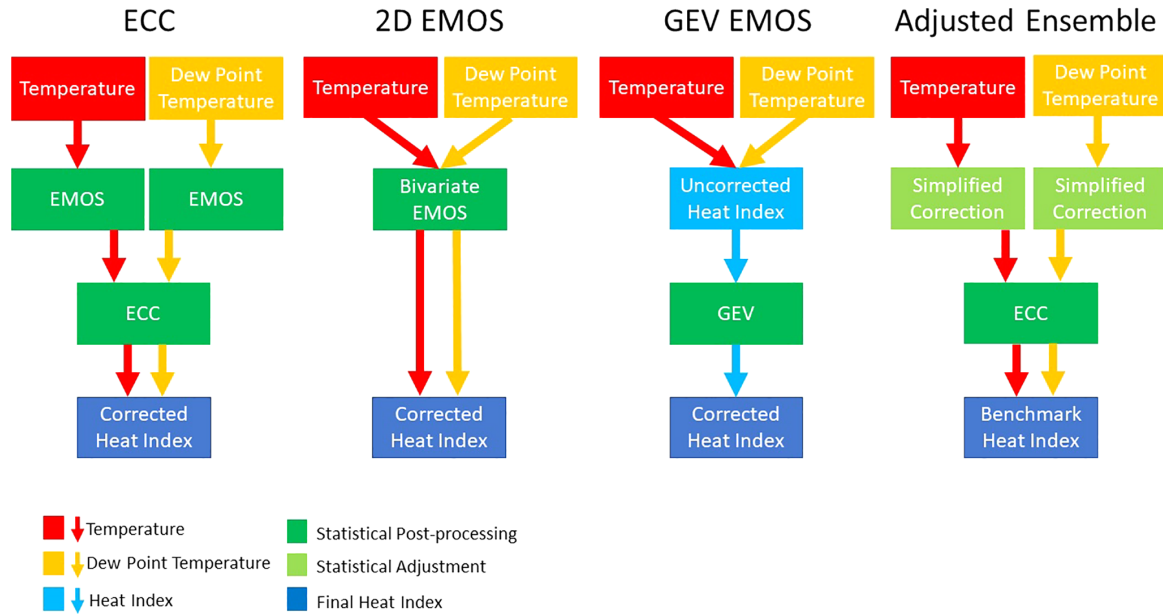 ECC
Temperature
Dew Point
Temperature
EMOS
EMOS
ECC
Corrected
Heat Index
2D EMOS
Temperature
Dew Point
Temperature
Bivariate
EMOS
Corrected
Heat Index
GEV EMOS
Temperature
Dew Point
Temperature
Uncorrected
Heat Index
GEV
Corrected
Heat Index
Adjusted Ensemble
Temperature
Dew Point
Temperature
Simplified
Correction
Simplified
Correction
ECC
Benchmark
Heat Index
Temperature
Dew Point Temperature
Heat Index
Statistical Post-processing
Statistical Adjustment
Final Heat Index